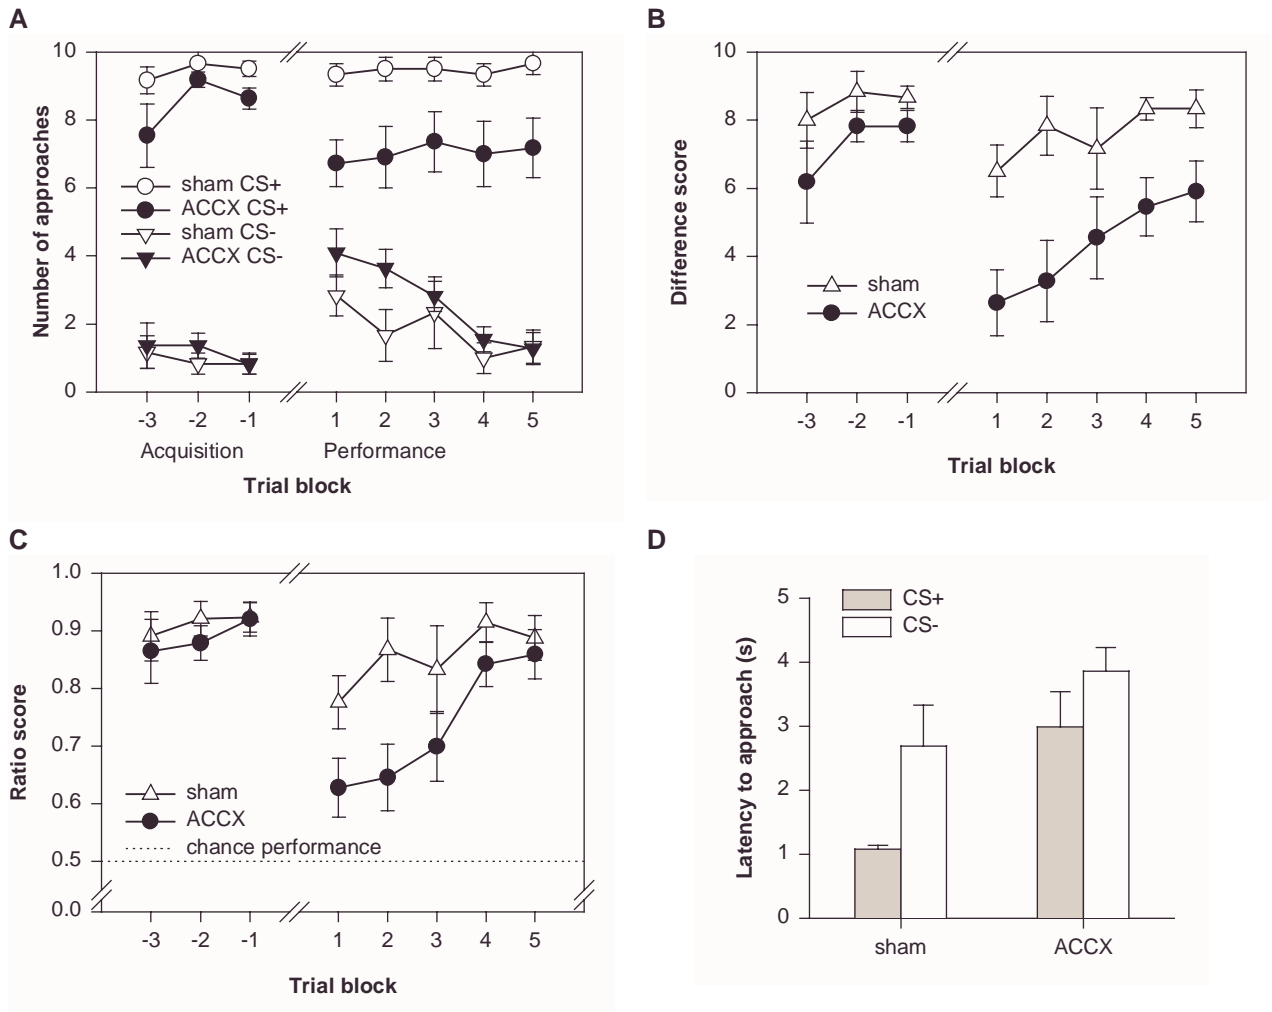 A
10
8
6
4
2
0
Number of approaches
sham CS+
ACCX CS+
sham CS-
ACCX CS-
-3 -2 -1 1 2 3 4 5
Acquisition Performance
Trial block
B
10
8
6
4
2
0
Difference score
sham
ACCX
-3 -2 -1 1 2 3 4 5
Trial block
C
1.0
0.9
0.8
0.7
0.6
0.5
0.0
Ratio score
sham
ACCX
chance performance
-3 -2 -1 1 2 3 4 5
Trial block
D
5
4
3
2
1
0
Latency to approach (s)
CS+
CS-
sham ACCX